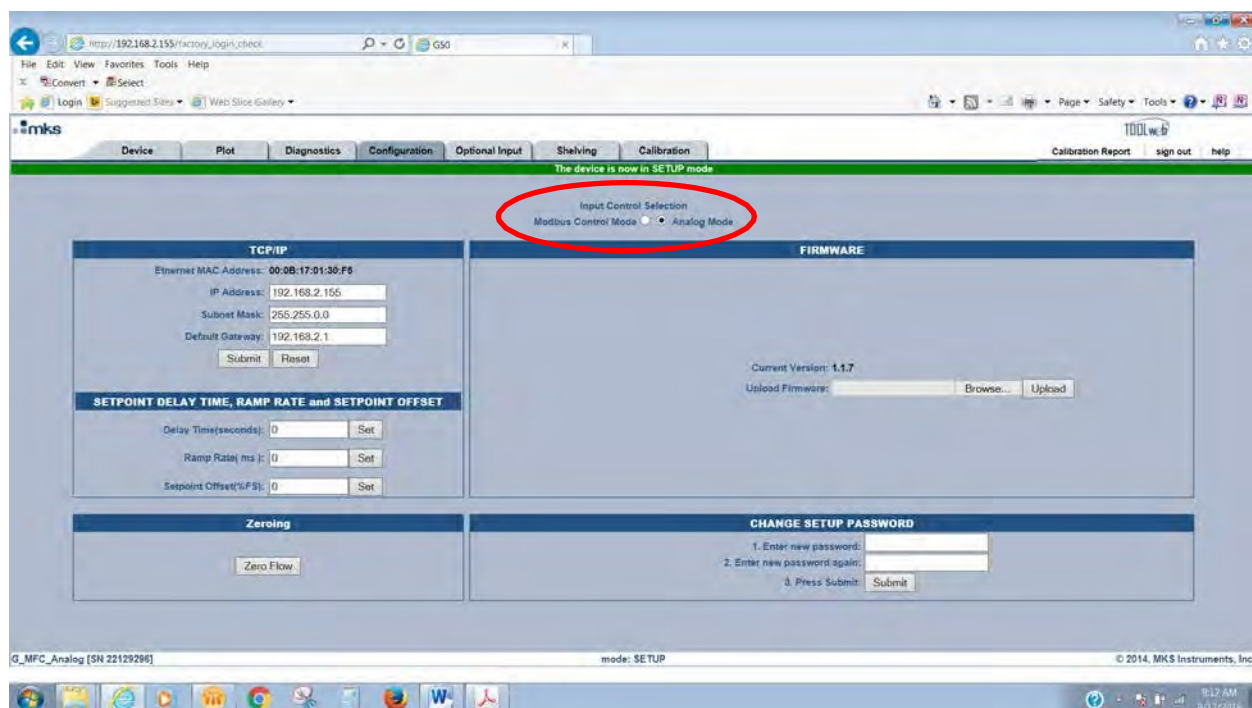 http://192.168.2.155/factory_login_check
G50
File Edit View Favorites Tools Help
Convert Select
Login Suggested Sites Web Slice Gallery
Page Safety Tools
mks
TOOLweb
Device Plot Diagnostics Configuration Optional Input Shelving Calibration
Calibration Report sign out help
The device is now in SETUP mode
Input Control Selection
Modbus Control Mode Analog Mode
TCP/IP
Ethernet MAC Address: 00:0B:17:01:30:F6
IP Address: 192.168.2.155
Subnet Mask: 255.255.0.0
Default Gateway: 192.168.2.1
Submit Reset
SETPOINT DELAY TIME, RAMP RATE and SETPOINT OFFSET
Delay Time(seconds): 0 Set
Ramp Rate( ms ): 0 Set
Setpoint Offset(%FS): 0 Set
FIRMWARE
Current Version: 1.1.7
Upload Firmware: Browse... Upload
Zeroing
Zero Flow
CHANGE SETUP PASSWORD
1. Enter new password:
2. Enter new password again:
3. Press Submit Submit
G_MFC_Analog [SN 22129296]
mode: SETUP
© 2014, MKS Instruments, Inc
9:12 AM